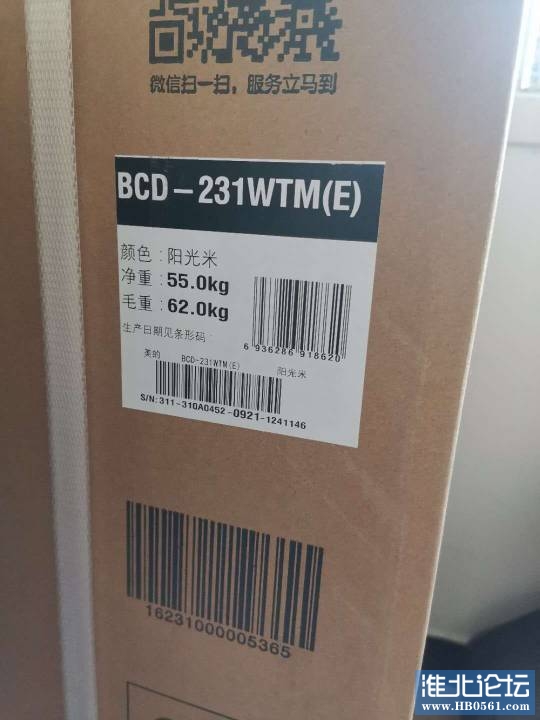 微信扫一扫，服务立马到
BCD-231WTM(E)
颜色：阳光米
净重：55.0kg
毛重：62.0kg
生产日期见条形码：
6 936286 918620
美的 BCD-231WTM(E) 阳光米
S/N:311-310A0452-0921-1241146
16231000005365
淮北论坛
www.HB0561.com